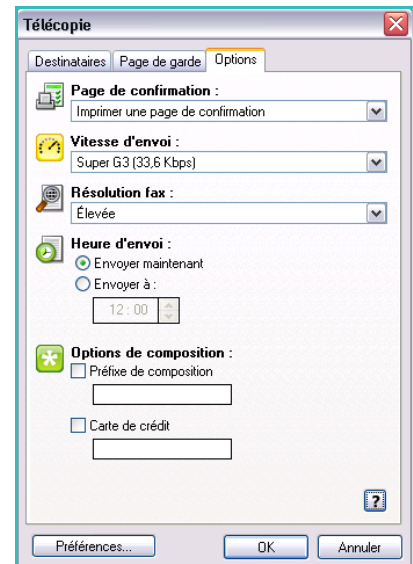 Télécopie
Destinataires Page de garde Options
Page de confirmation :
Imprimer une page de confirmation
Vitesse d'envoi :
Super G3 (33,6 Kbps)
Résolution fax :
Élevée
Heure d'envoi :
Envoyer maintenant
Envoyer à :
12 : 00
Options de composition :
Préfixe de composition
Carte de crédit
?
Préférences... OK Annuler